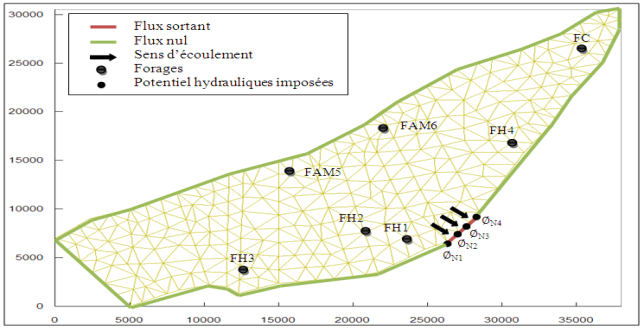 Flux sortant
Flux nul
Sens d'écoulement
Forages
Potentiel hydrauliques imposées
30000
25000
20000
15000
10000
5000
0
FC
FAM6
FH4
FAM5
FH2
FH1
FH3
ØN4
ØN3
ØN2
ØN1
0 5000 10000 15000 20000 25000 30000 35000